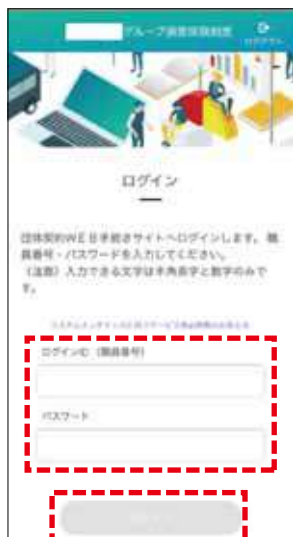 グループ損害保険制度
ログアウト
ログイン
団体契約WEB手続きサイトへログインします。職
員番号・パスワードを入力してください。
（注意）入力できる文字は半角英字と数字のみで
す。
ログインID（職員番号）
パスワード